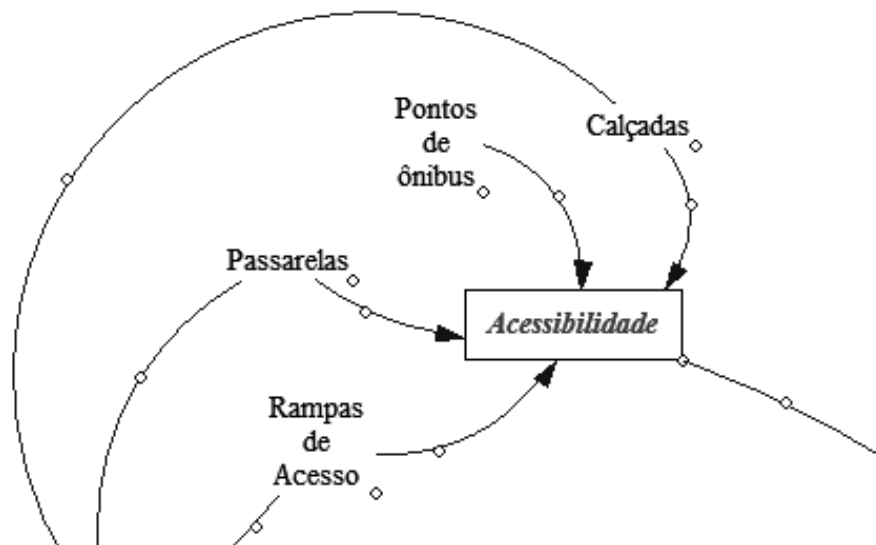 Pontos
de
ônibus
Calçadas
Passarelas
Acessibilidade
Rampas
de
Acesso